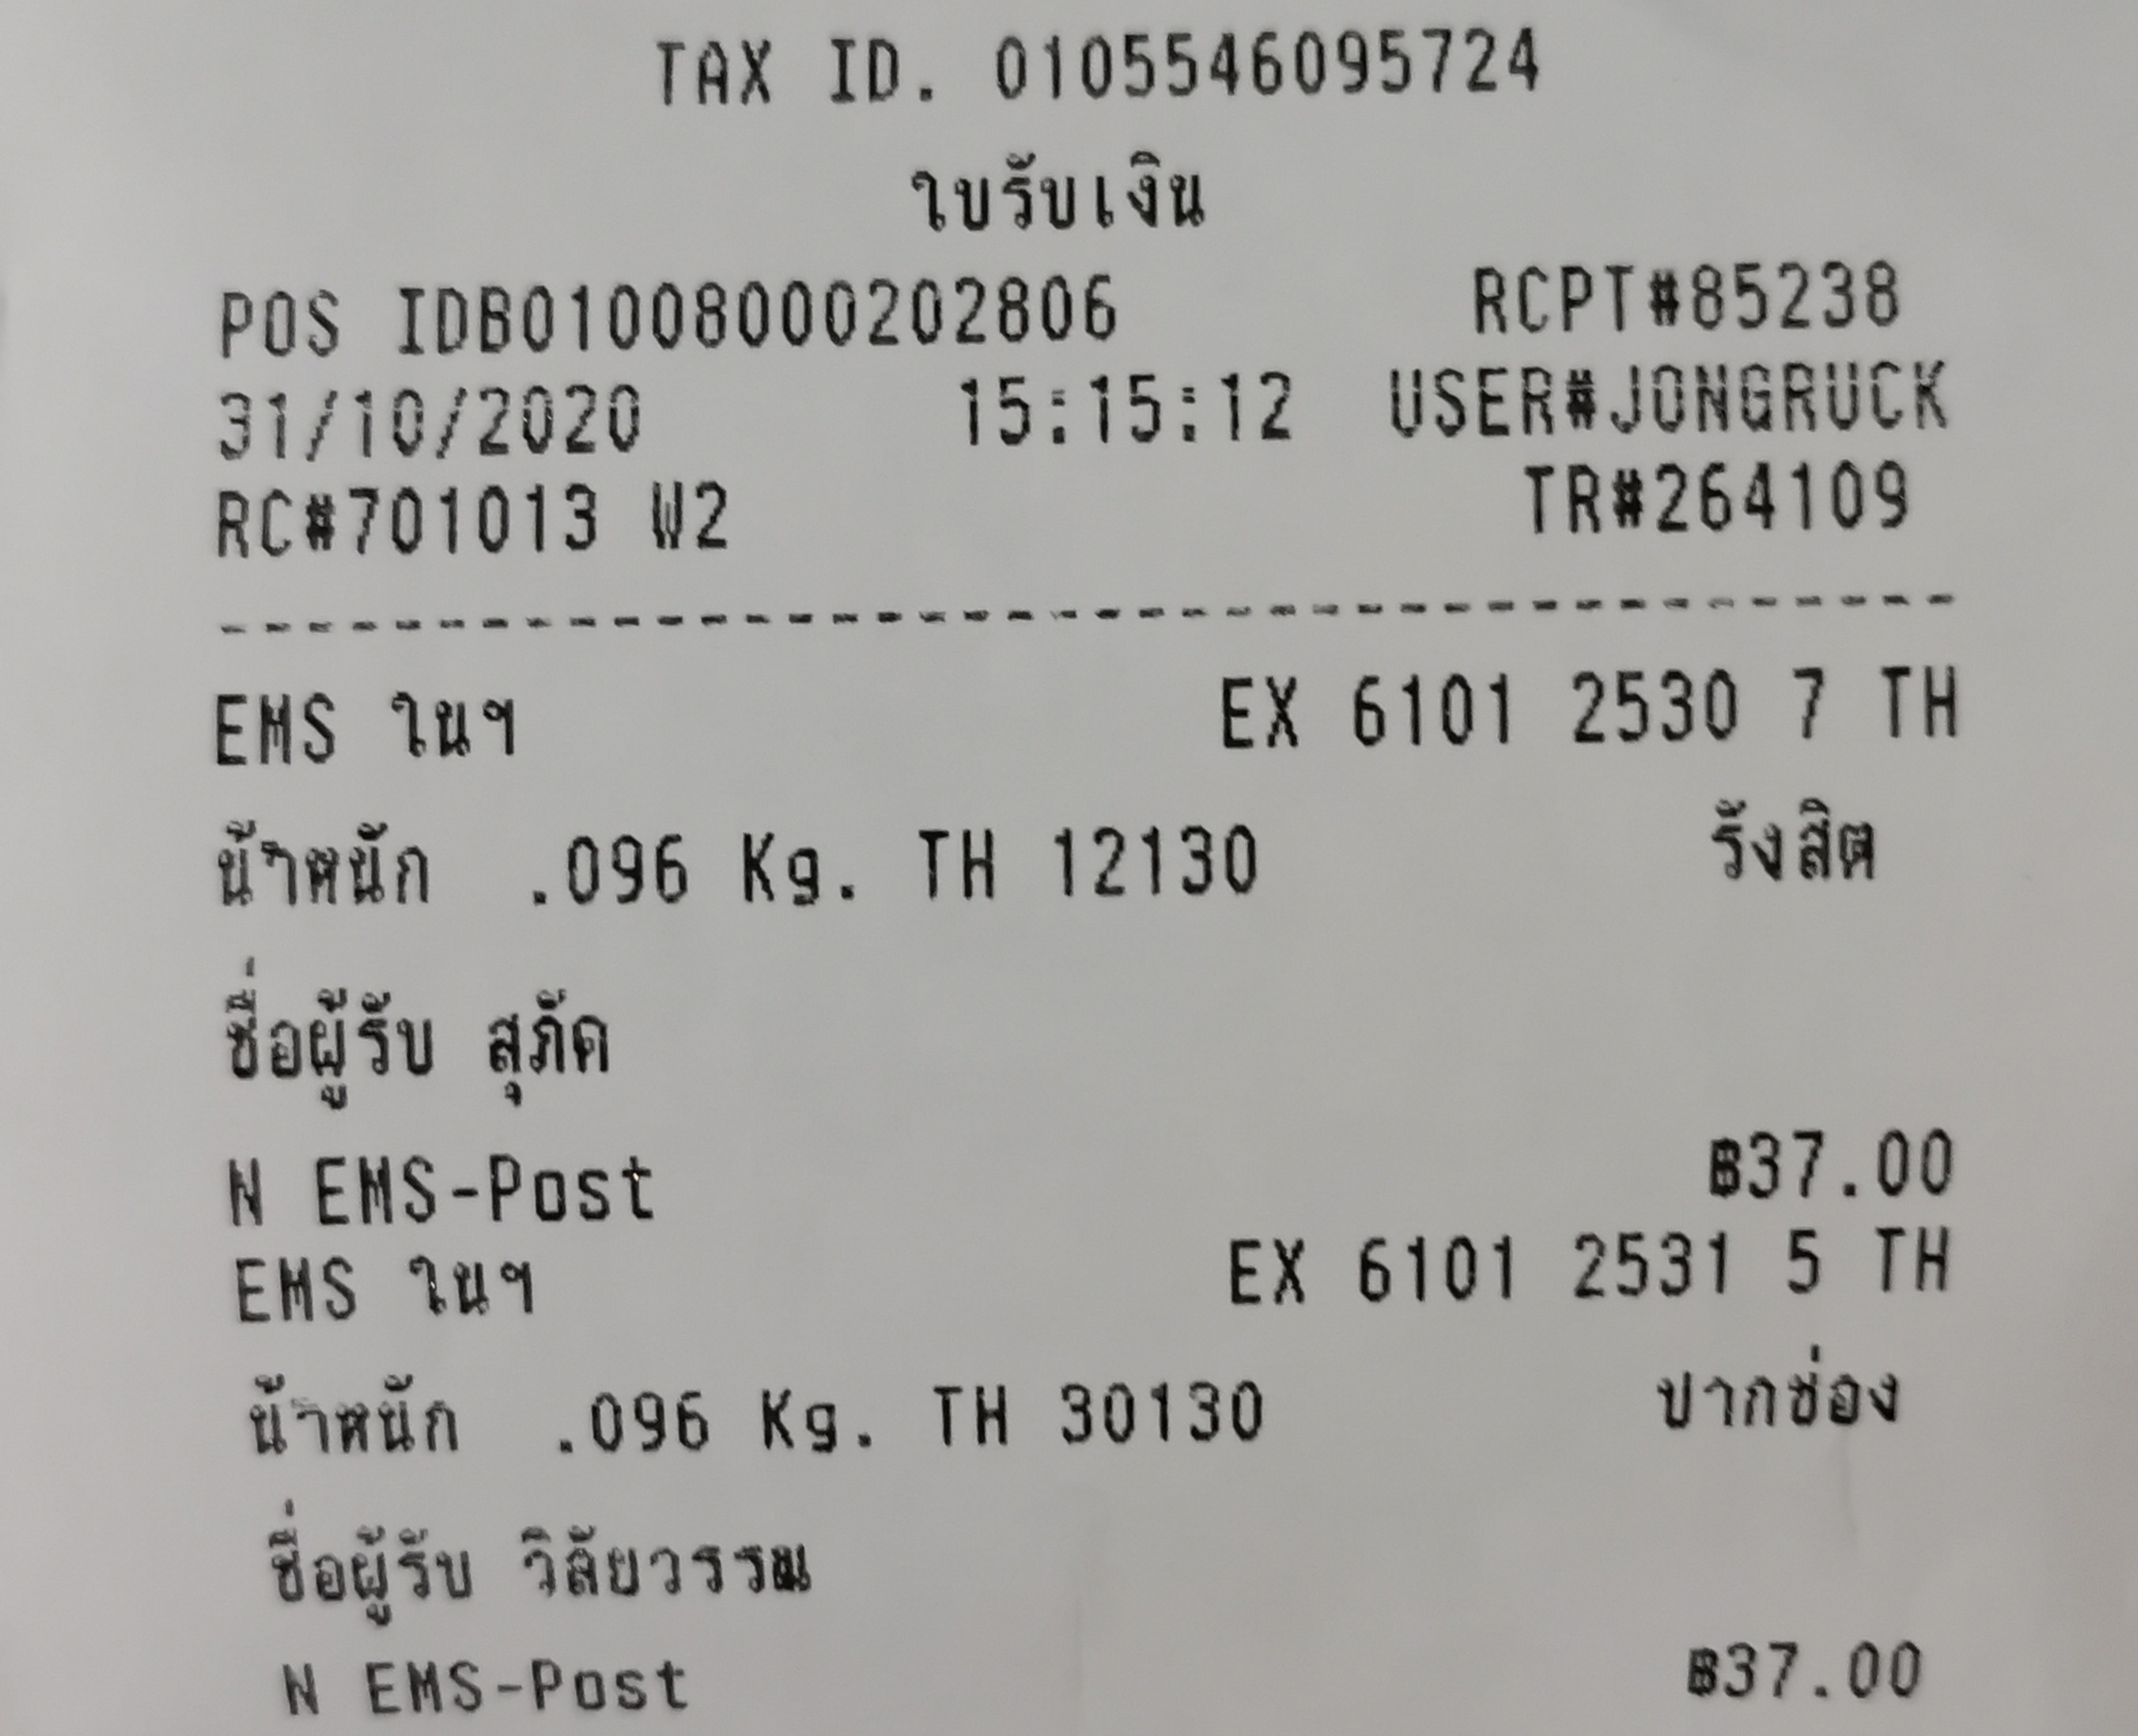 TAX ID. 0105546095724
ใบรับเงิน
POS IDB01008000202806 RCPT#85238
31/10/2020 15:15:12 USER#JONGRUCK
RC#701013 W2 TR#264109
EMS ในฯ EX 6101 2530 7 TH
น้ำหนัก .096 Kg. TH 12130 รังสิต
ชื่อผู้รับ สุภัค
N EMS-Post ฿37.00
EMS ในฯ EX 6101 2531 5 TH
น้ำหนัก .096 Kg. TH 30130 ปากช่อง
ชื่อผู้รับ วิลัยวรรณ
N EMS-Post ฿37.00